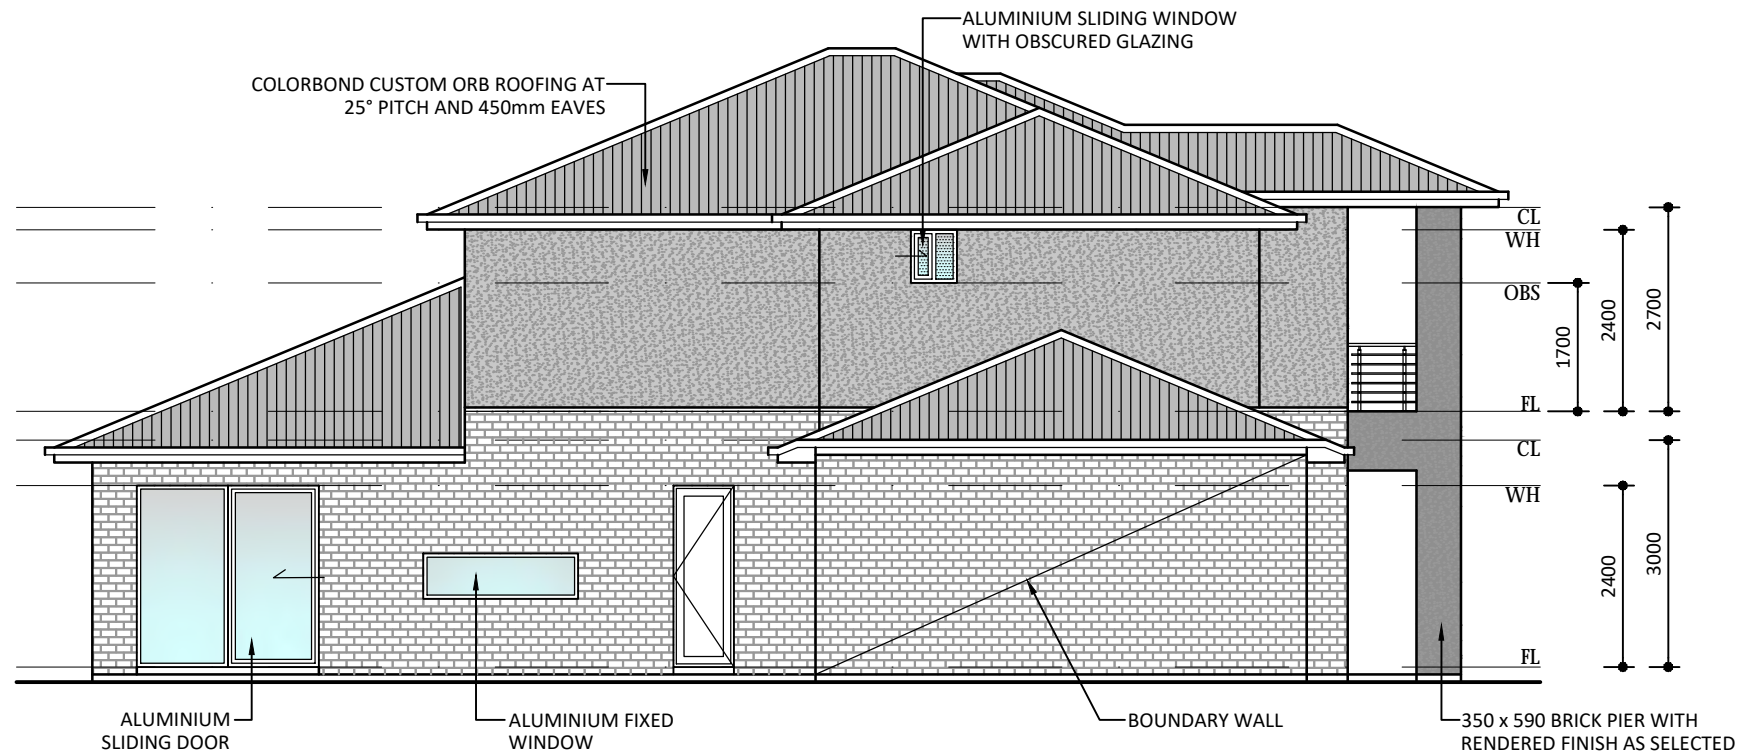 ALUMINIUM SLIDING WINDOW
WITH OBSCURED GLAZING
COLORBOND CUSTOM ORB ROOFING AT
25° PITCH AND 450mm EAVES
CL
WH
OBS
FL
1700
2400
2700
CL
WH
FL
2400
3000
ALUMINIUM
SLIDING DOOR
ALUMINIUM FIXED
WINDOW
BOUNDARY WALL
350 x 590 BRICK PIER WITH
RENDERED FINISH AS SELECTED